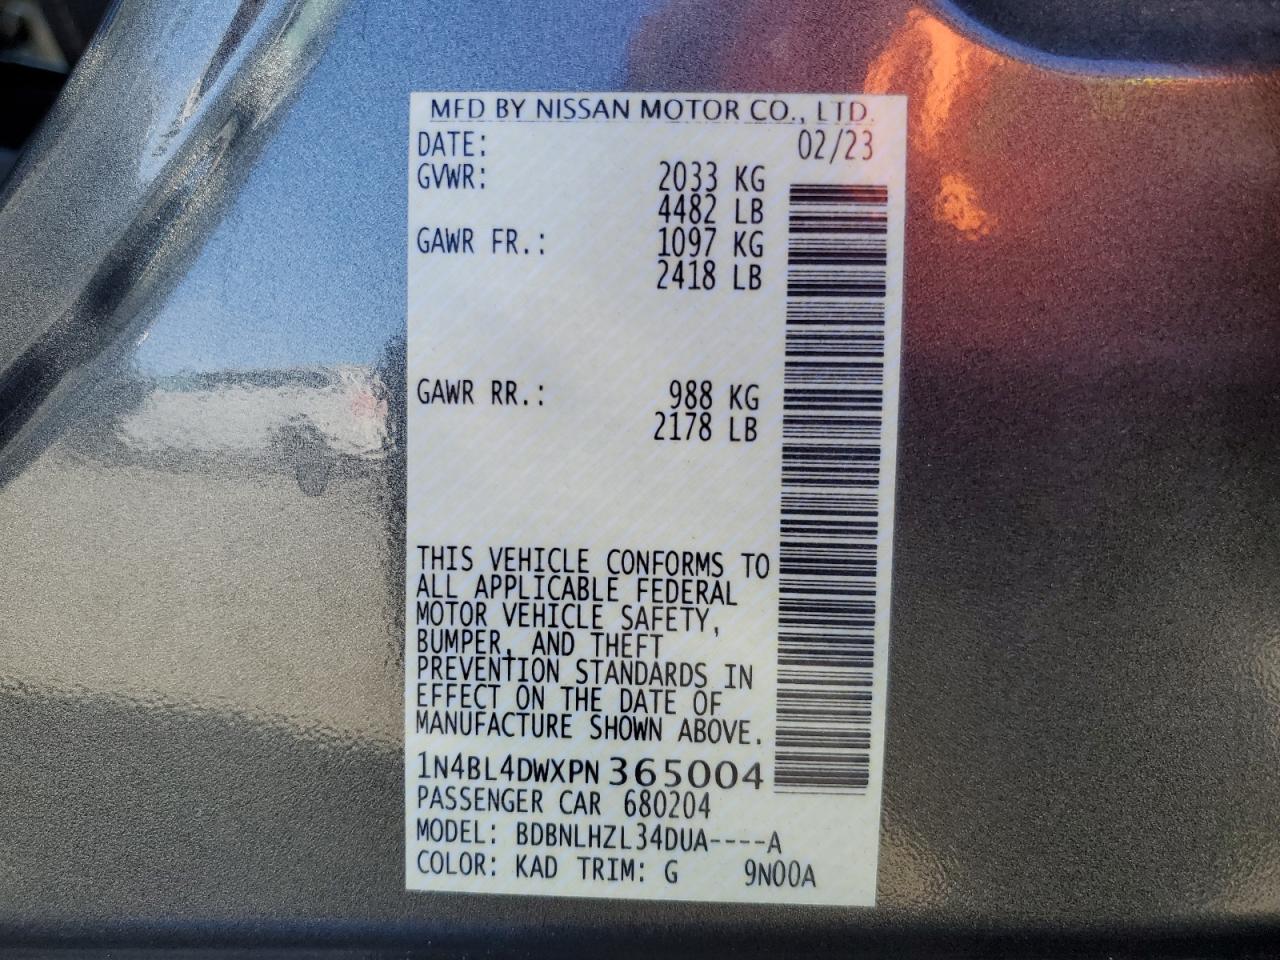 MFD BY NISSAN MOTOR CO., LTD.
DATE: 02/23
GVWR: 2033 KG
4482 LB
GAWR FR.: 1097 KG
2418 LB
GAWR RR.: 988 KG
2178 LB
THIS VEHICLE CONFORMS TO
ALL APPLICABLE FEDERAL
MOTOR VEHICLE SAFETY,
BUMPER, AND THEFT
PREVENTION STANDARDS IN
EFFECT ON THE DATE OF
MANUFACTURE SHOWN ABOVE.
1N4BL4DWXPN365004
PASSENGER CAR 680204
MODEL: BDBNLHZL34DUA----A
COLOR: KAD TRIM: G 9N00A